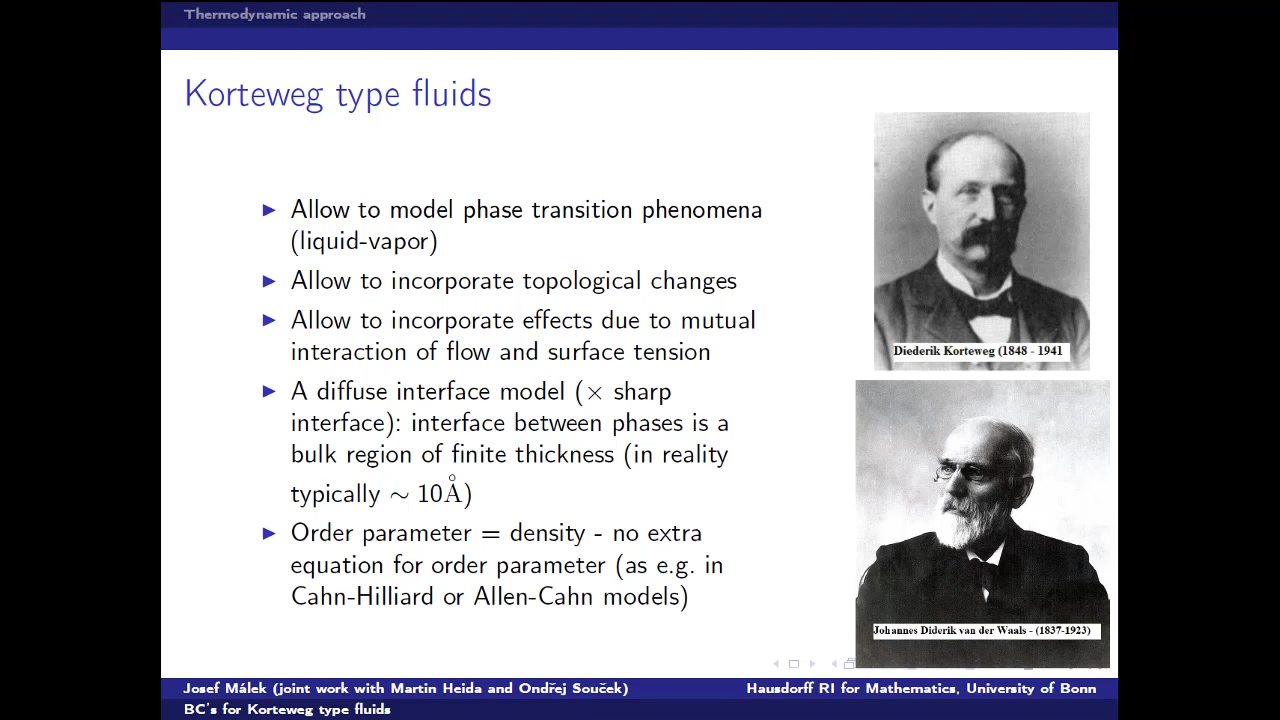 Thermodynamic approach
Korteweg type fluids
▶ Allow to model phase transition phenomena
(liquid-vapor)
▶ Allow to incorporate topological changes
▶ Allow to incorporate effects due to mutual
interaction of flow and surface tension
▶ A diffuse interface model (× sharp
interface): interface between phases is a
bulk region of finite thickness (in reality
typically ∼ 10Å)
▶ Order parameter = density - no extra
equation for order parameter (as e.g. in
Cahn-Hilliard or Allen-Cahn models)
Diederik Korteweg (1848 - 1941
Johannes Diderik van der Waals - (1837-1923)
Josef Málek (joint work with Martin Heida and Ondřej Souček)
Hausdorff RI for Mathematics, University of Bonn
BC's for Korteweg type fluids